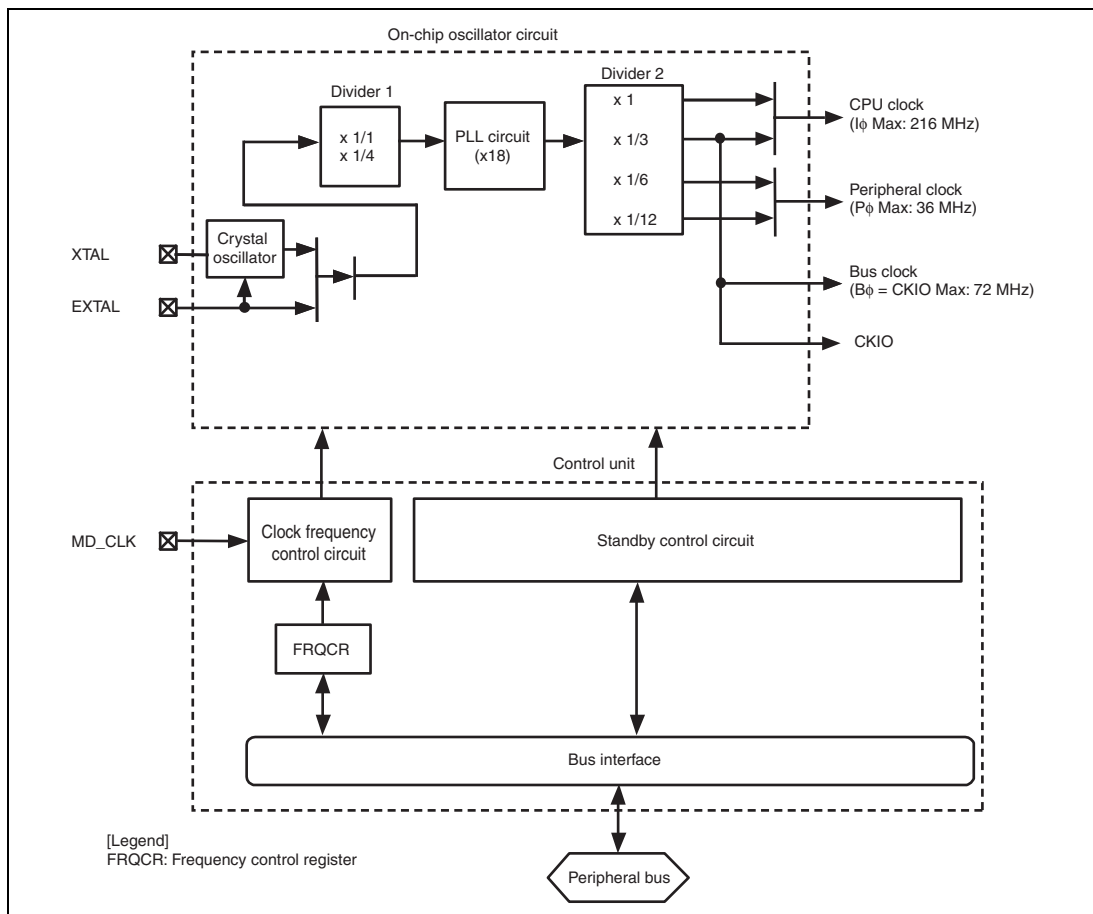 On-chip oscillator circuit
Divider 1
x 1/1
x 1/4
PLL circuit
(x18)
Divider 2
x 1
x 1/3
x 1/6
x 1/12
CPU clock
(Iϕ Max: 216 MHz)
Peripheral clock
(Pϕ Max: 36 MHz)
Bus clock
(Bϕ = CKIO Max: 72 MHz)
CKIO
XTAL
Crystal
oscillator
EXTAL
Control unit
MD_CLK
Clock frequency
control circuit
Standby control circuit
FRQCR
Bus interface
[Legend]
FRQCR: Frequency control register
Peripheral bus